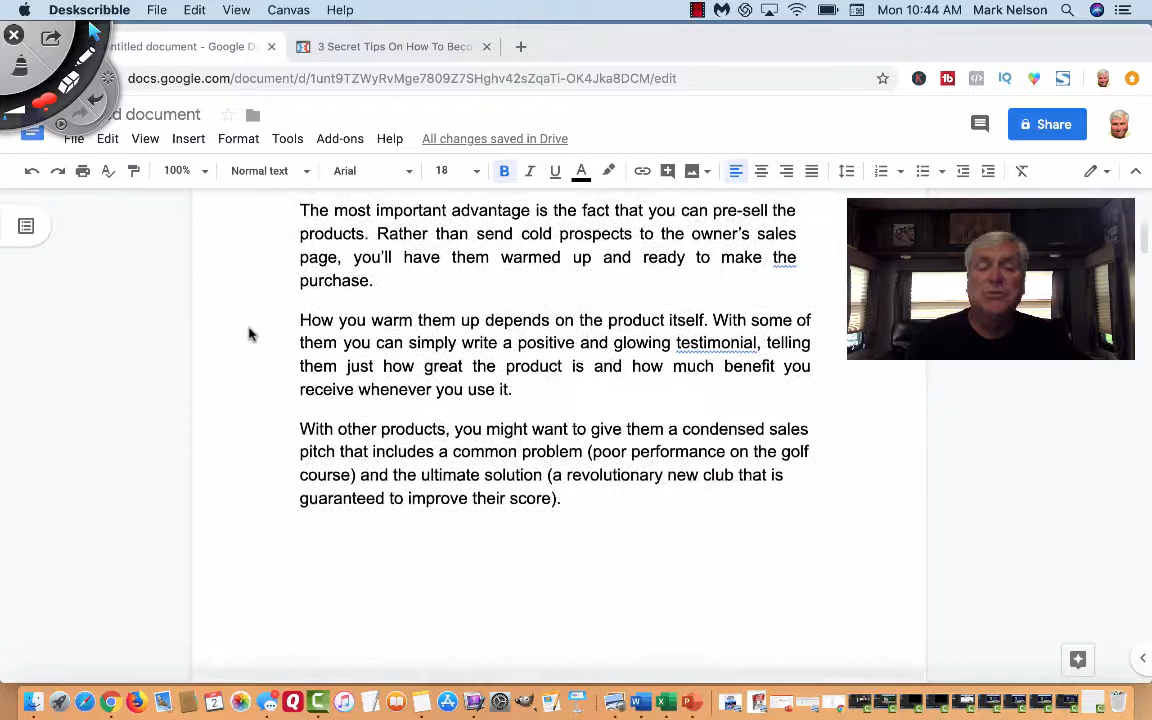 Deskscribble File Edit View Canvas Help Mon 10:44 AM Mark Nelson
ntitled document - Google D 3 Secret Tips On How To Beco
docs.google.com/document/d/1unt9TZWyRvMge7809Z7SHghv42sZqaTi-OK4Jka8DCM/edit
d document
File Edit View Insert Format Tools Add-ons Help All changes saved in Drive Share
100% Normal text Arial 18 B I U A
The most important advantage is the fact that you can pre-sell the
products. Rather than send cold prospects to the owner's sales
page, you'll have them warmed up and ready to make the
purchase.
How you warm them up depends on the product itself. With some of
them you can simply write a positive and glowing testimonial, telling
them just how great the product is and how much benefit you
receive whenever you use it.
With other products, you might want to give them a condensed sales
pitch that includes a common problem (poor performance on the golf
course) and the ultimate solution (a revolutionary new club that is
guaranteed to improve their score).